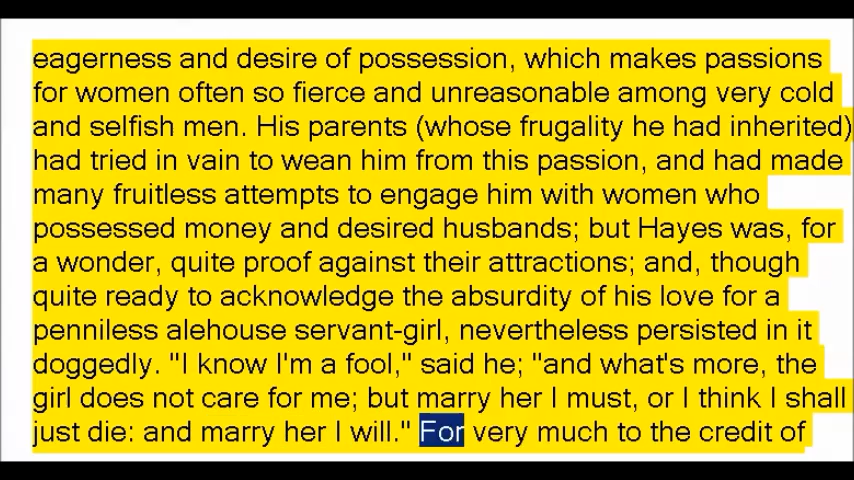 eagerness and desire of possession, which makes passions
for women often so fierce and unreasonable among very cold
and selfish men. His parents (whose frugality he had inherited)
had tried in vain to wean him from this passion, and had made
many fruitless attempts to engage him with women who
possessed money and desired husbands; but Hayes was, for
a wonder, quite proof against their attractions; and, though
quite ready to acknowledge the absurdity of his love for a
penniless alehouse servant-girl, nevertheless persisted in it
doggedly. "I know I'm a fool," said he; "and what's more, the
girl does not care for me; but marry her I must, or I think I shall
just die: and marry her I will." For very much to the credit of